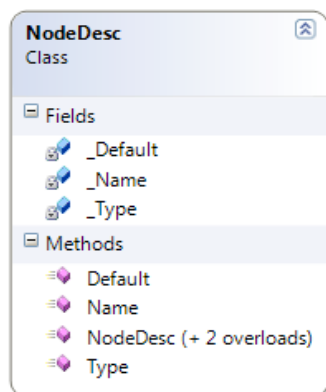 NodeDesc
Class
Fields
_Default
_Name
_Type
Methods
Default
Name
NodeDesc (+ 2 overloads)
Type